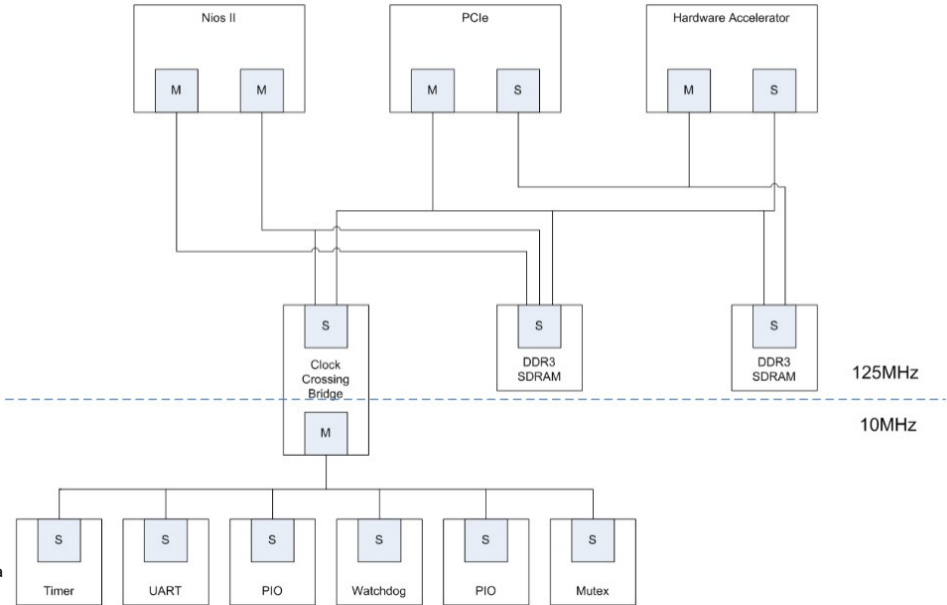 Nios II
PCIe
Hardware Accelerator
M
M
M
S
M
S
S
S
S
Clock
Crossing
Bridge
DDR3
SDRAM
DDR3
SDRAM
125MHz
10MHz
M
S
S
S
S
S
S
a
Timer
UART
PIO
Watchdog
PIO
Mutex